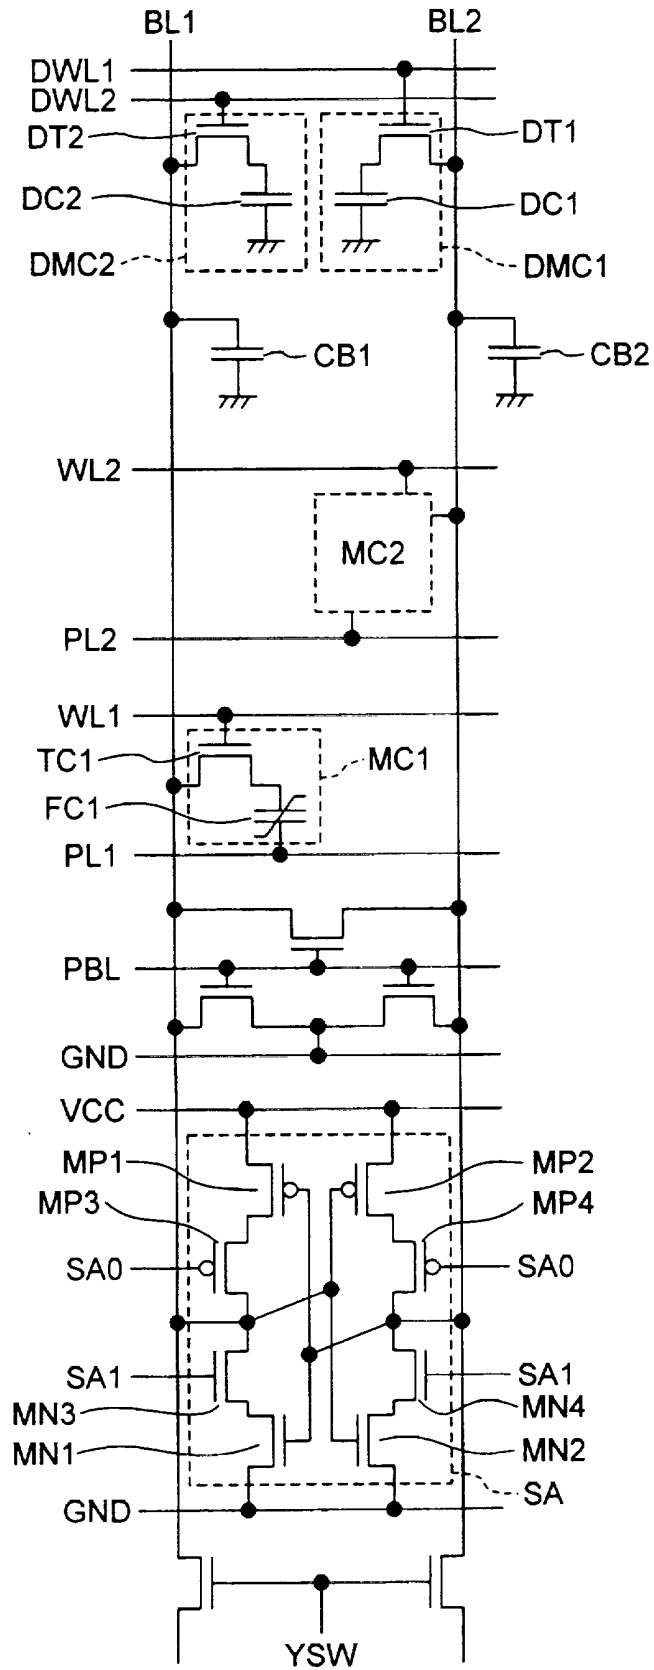 BL1 BL2
DWL1
DWL2
DT2 DT1
DC2 DC1
DMC2 DMC1
CB1 CB2
WL2
MC2
PL2
WL1
TC1 MC1
FC1
PL1
PBL
GND
VCC
MP1 MP2
MP3 MP4
SA0 SA0
SA1 SA1
MN3 MN4
MN1 MN2
SA
GND
YSW